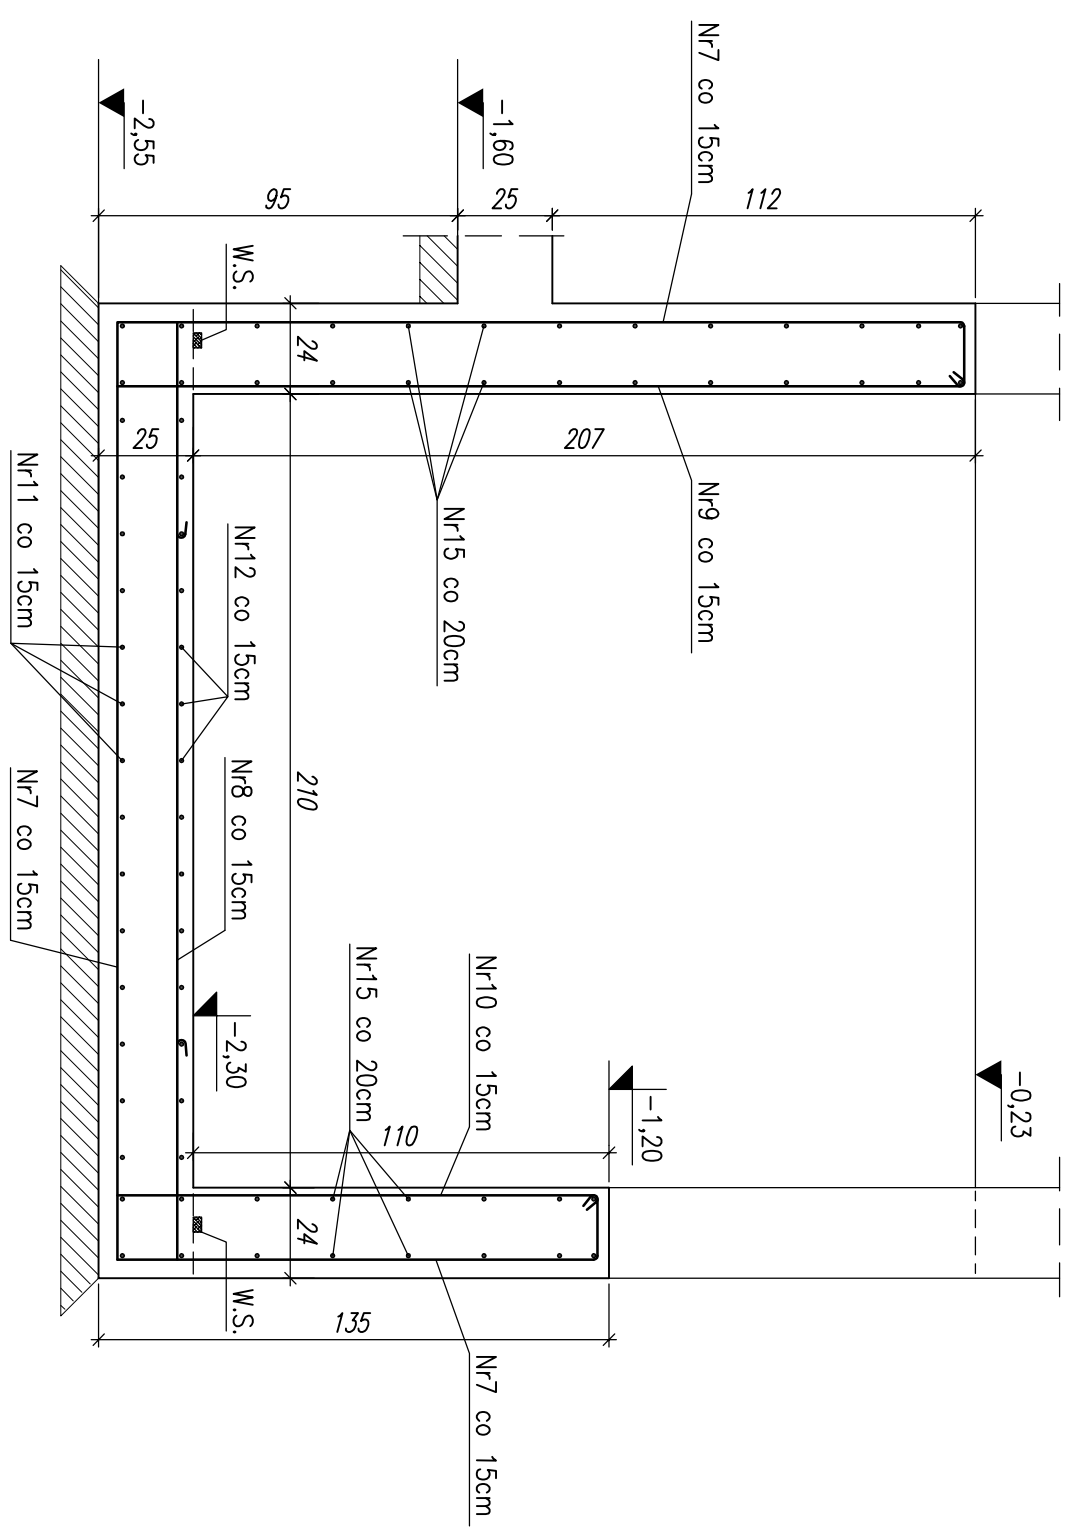 Nr7 co 15cm
-1,60
-2,55
112
25
95
W.S.
24
207
25
Nr9 co 15cm
Nr15 co 20cm
Nr12 co 15cm
Nr11 co 15cm
210
Nr8 co 15cm
Nr7 co 15cm
-0,23
-1,20
-2,30
Nr10 co 15cm
Nr15 co 20cm
110
24
W.S.
135
Nr7 co 15cm